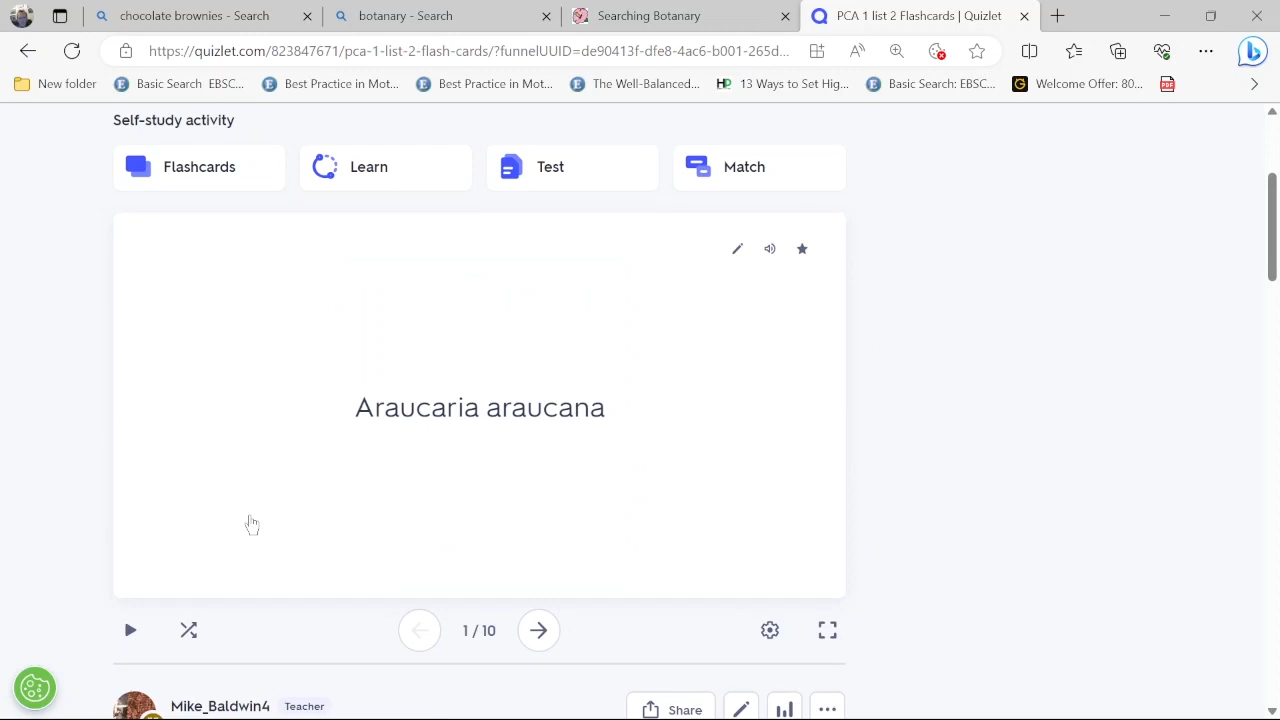 chocolate brownies - Search
botanary - Search
Searching Botanary
PCA 1 list 2 Flashcards | Quizlet
https://quizlet.com/823847671/pca-1-list-2-flash-cards/?funnelUUID=de90413f-dfe8-4ac6-b001-265d...
New folder
Basic Search: EBSC...
Best Practice in Mot...
Best Practice in Mot...
The Well-Balanced...
13 Ways to Set Hig...
Basic Search: EBSC...
Welcome Offer: 80...
PDF
Self-study activity
Flashcards
Learn
Test
Match
Araucaria araucana
1 / 10
Mike_Baldwin4
Teacher
Share